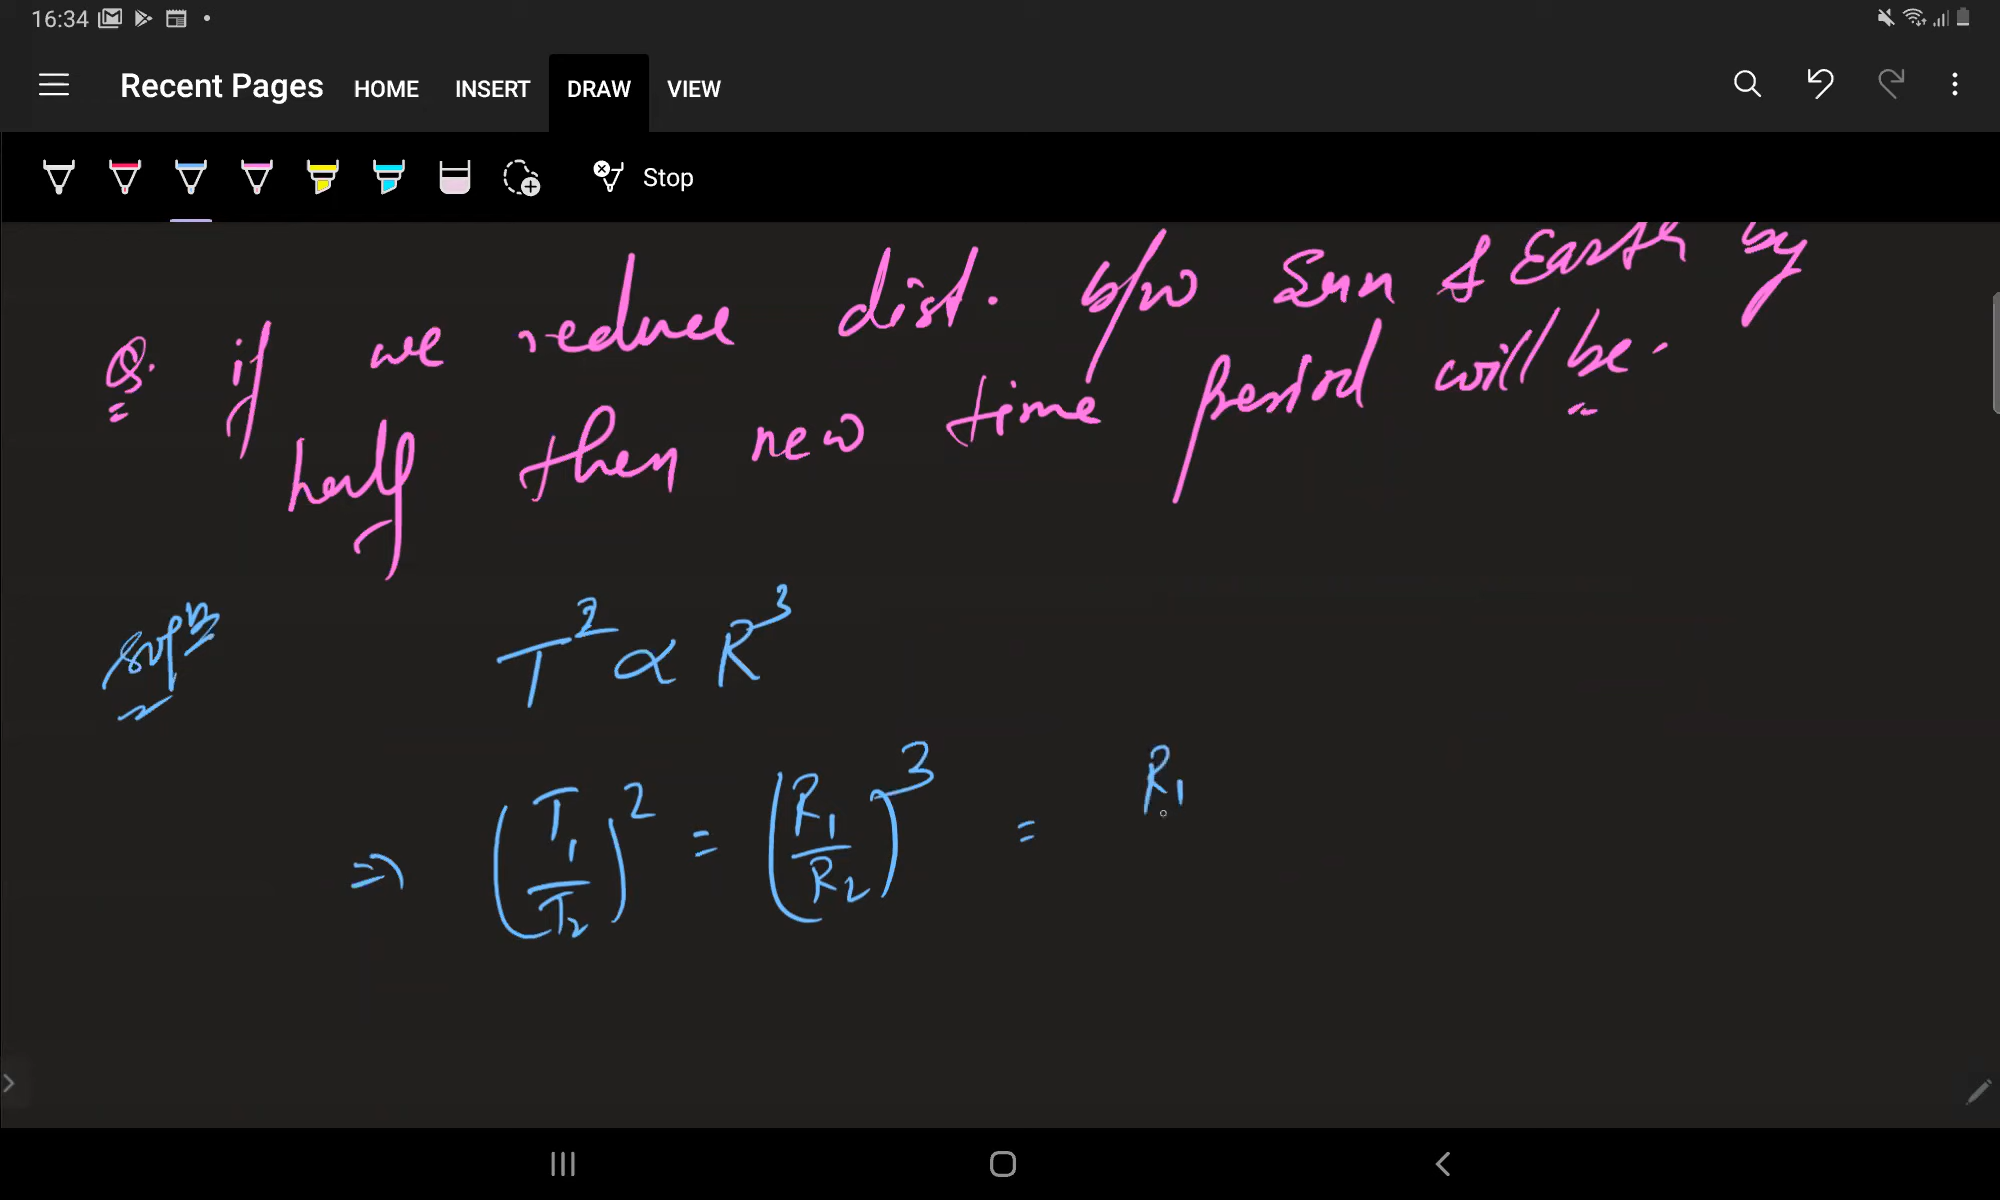 16:34
Recent Pages HOME INSERT DRAW VIEW
Stop
Q. if we reduce dist. b/w Sun & Earth by
half then new time period will be.
sol^n
T² ∝ R³
⇒ (T₁/T₂)² = (R₁/R₂)³ = R₁